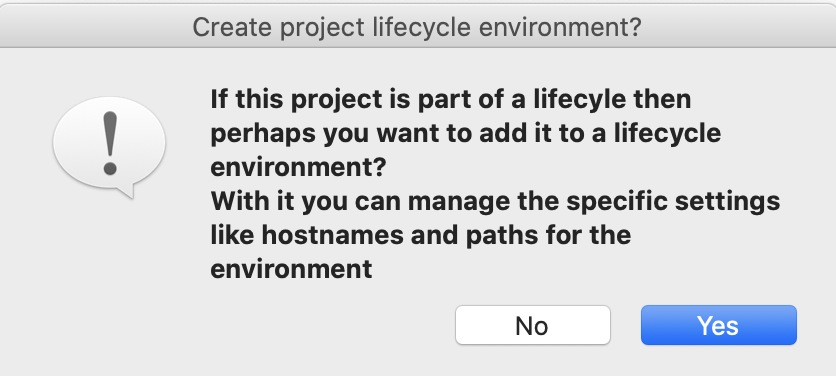 Create project lifecycle environment?
If this project is part of a lifecyle then
perhaps you want to add it to a lifecycle
environment?
With it you can manage the specific settings
like hostnames and paths for the
environment
No
Yes